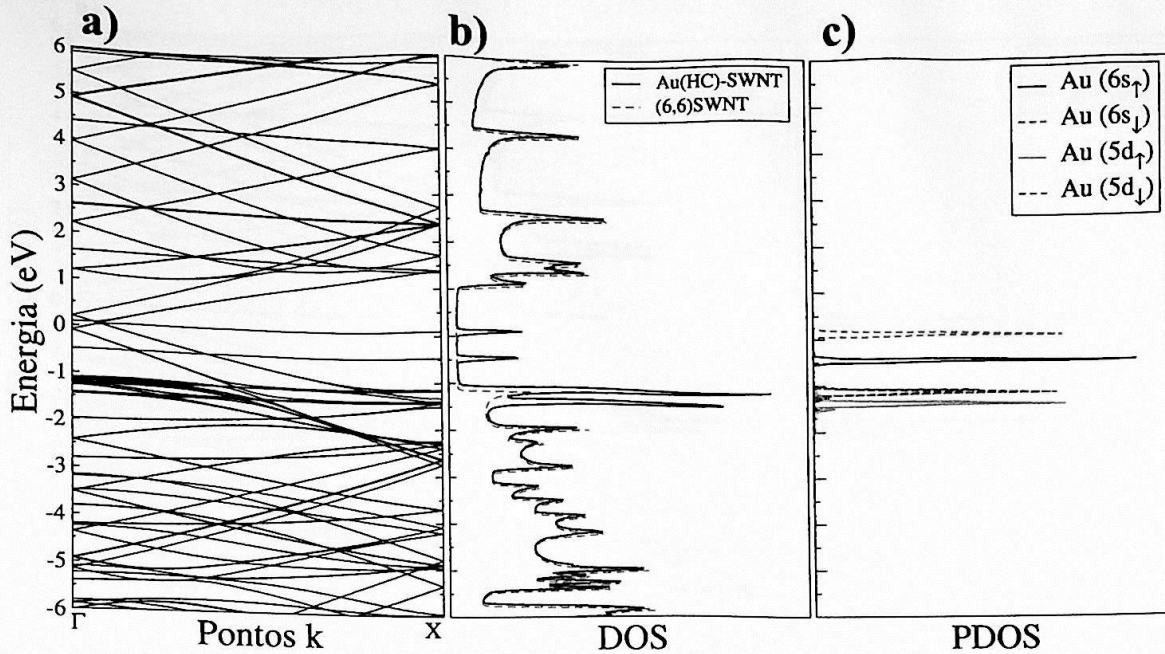 a)
b)
c)
6
5
4
3
2
1
0
-1
-2
-3
-4
-5
-6
Energia (eV)
Γ
Pontos k
X
Au(HC)-SWNT
(6,6)SWNT
DOS
Au (6s↑)
Au (6s↓)
Au (5d↑)
Au (5d↓)
PDOS